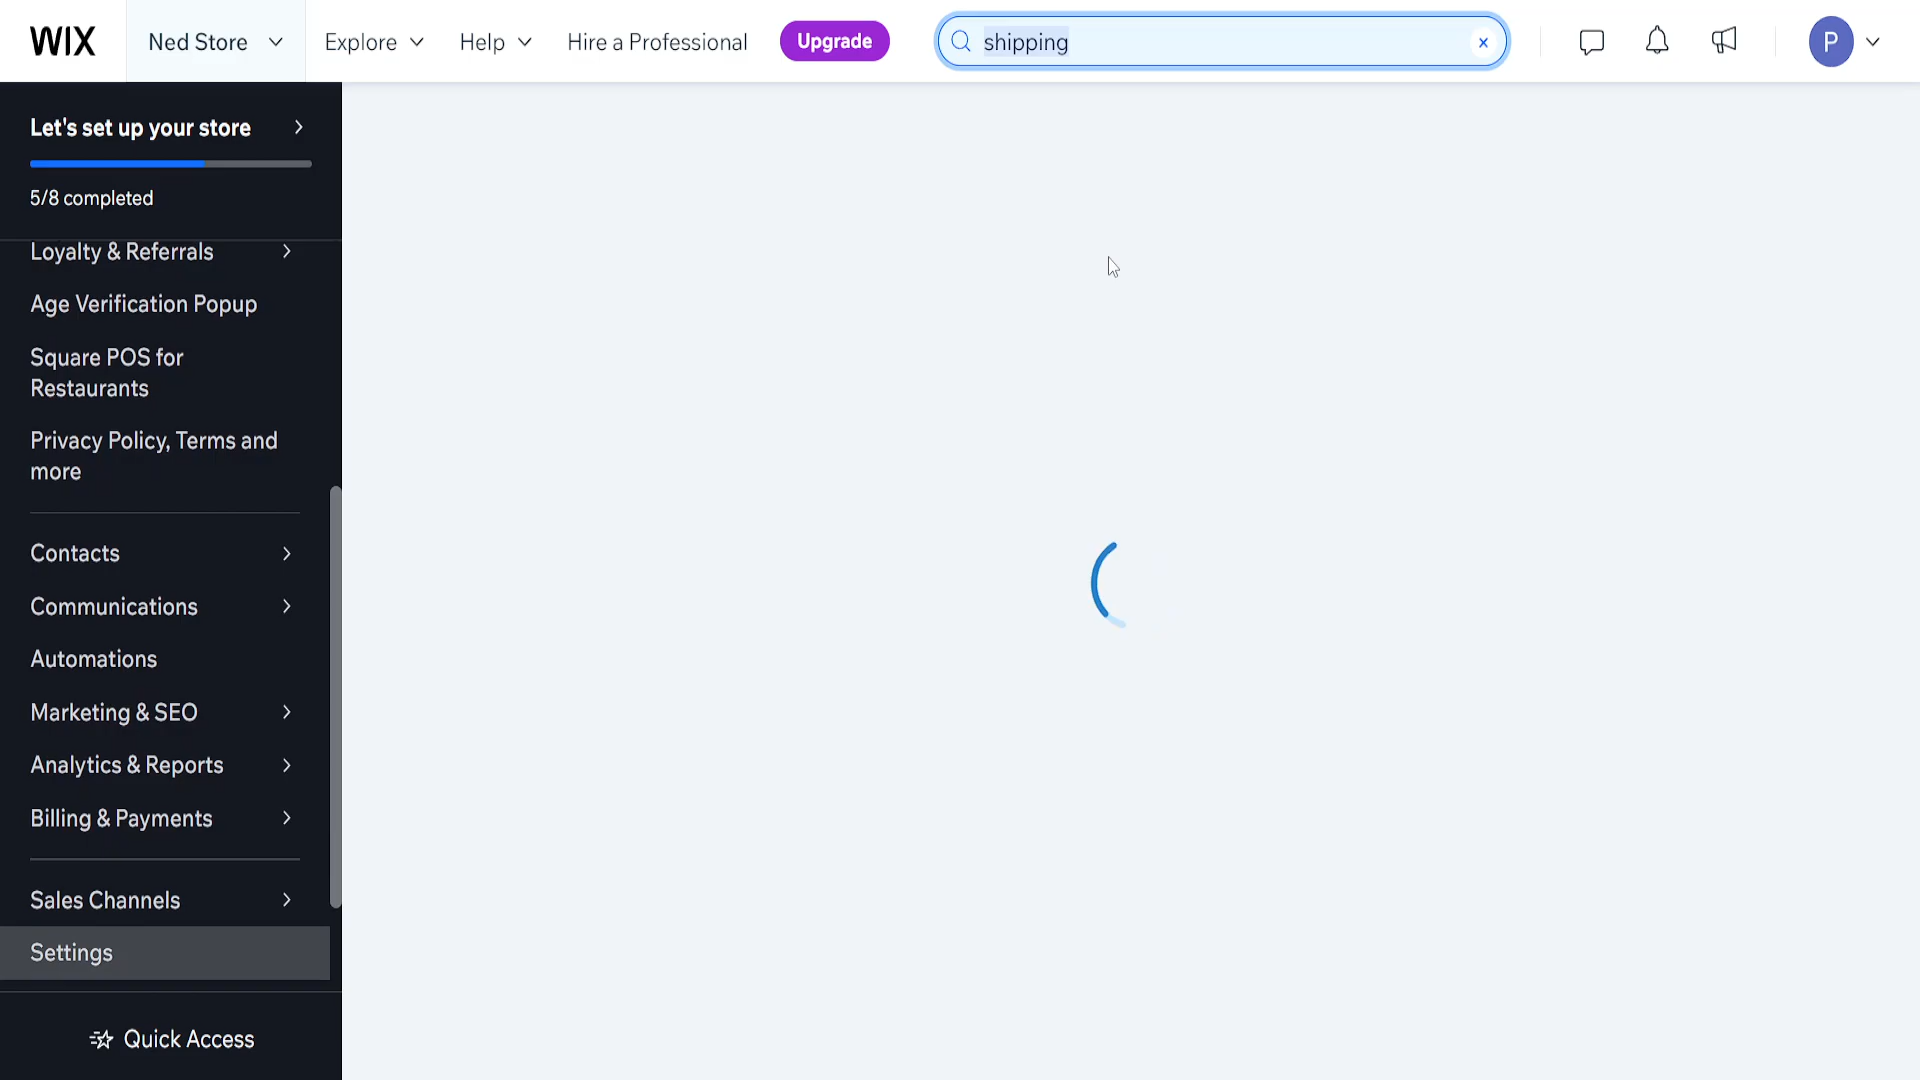 WIX
Ned Store
Explore
Help
Hire a Professional
Upgrade
shipping
P
Let's set up your store
5/8 completed
Loyalty & Referrals
Age Verification Popup
Square POS for
Restaurants
Privacy Policy, Terms and
more
Contacts
Communications
Automations
Marketing & SEO
Analytics & Reports
Billing & Payments
Sales Channels
Settings
Quick Access